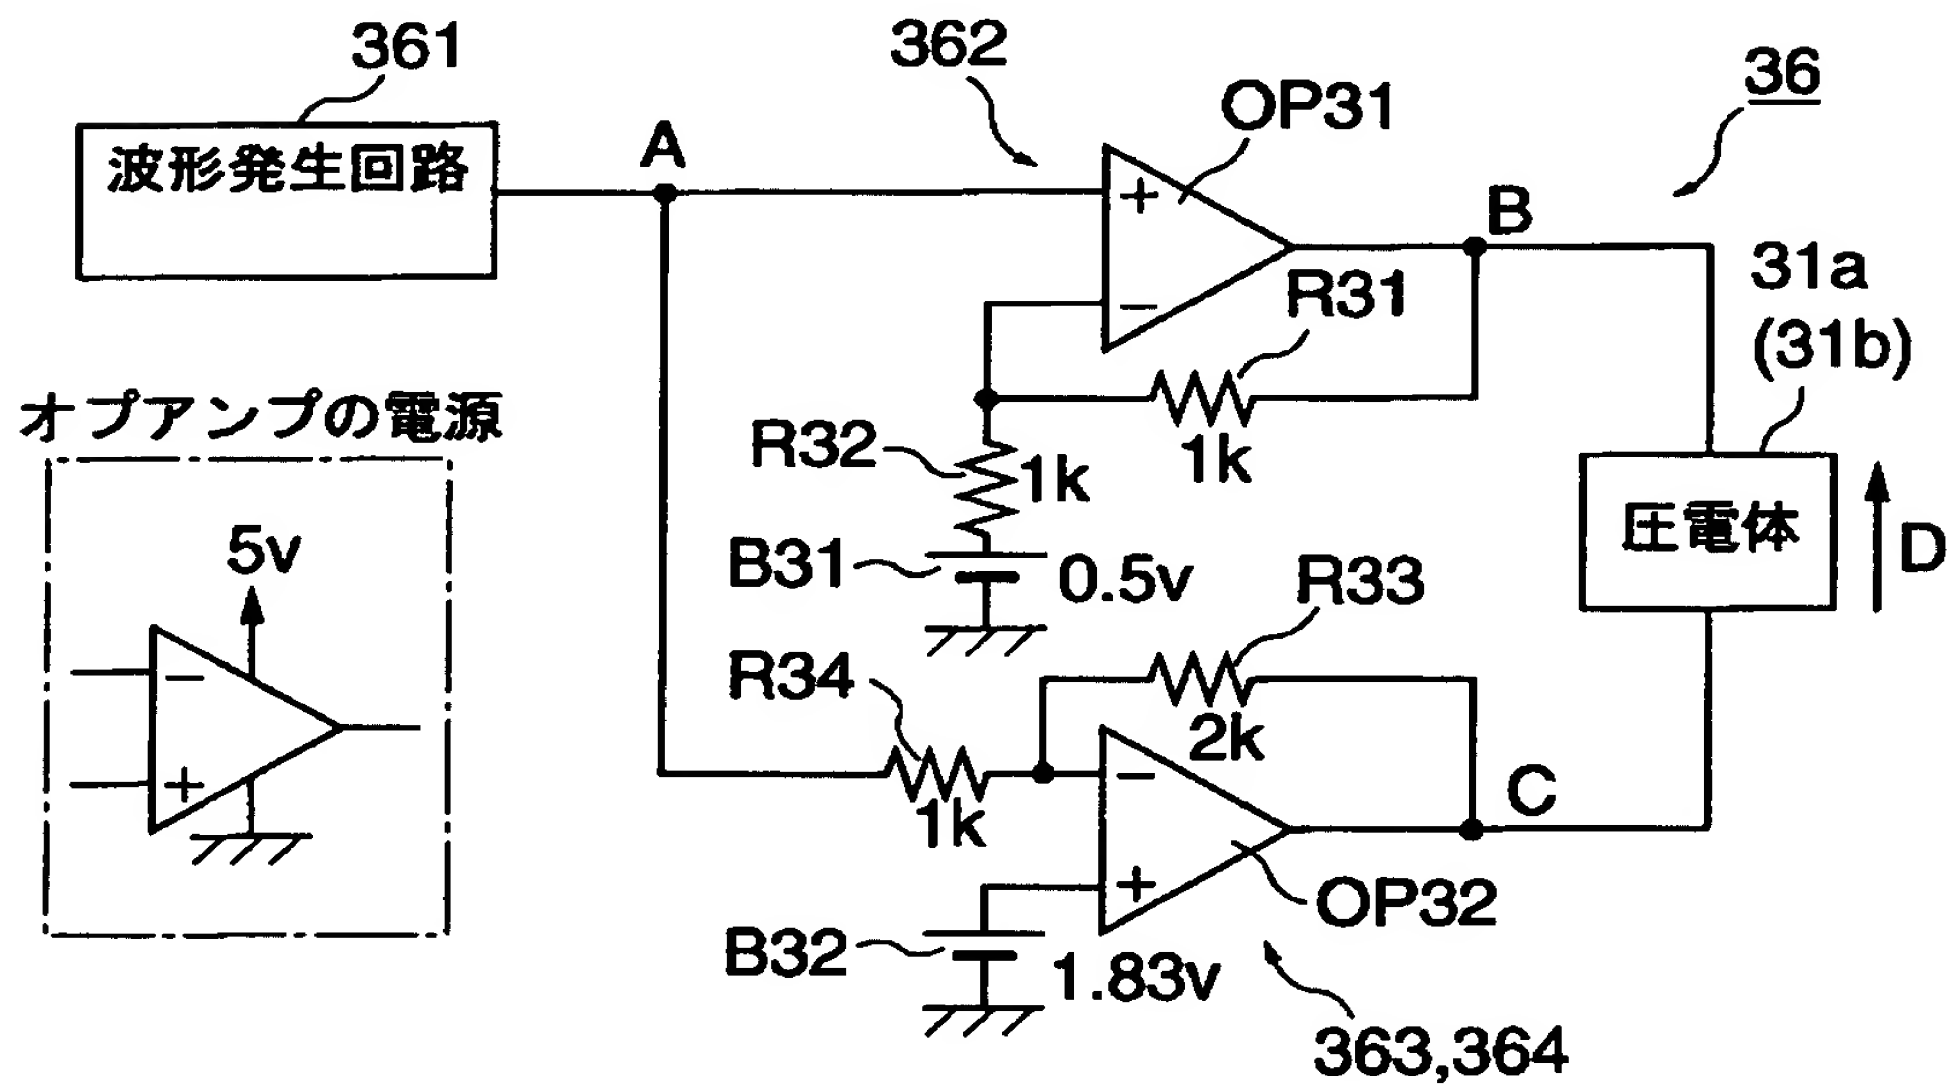 361
362
36
OP31
波形発生回路
A
+
B
31a
(31b)
−
R31
オプアンプの電源
R32
1k
1k
5v
圧電体
D
B31
0.5v
R33
R34
−
2k
+
1k
−
C
+
OP32
B32
1.83v
363,364